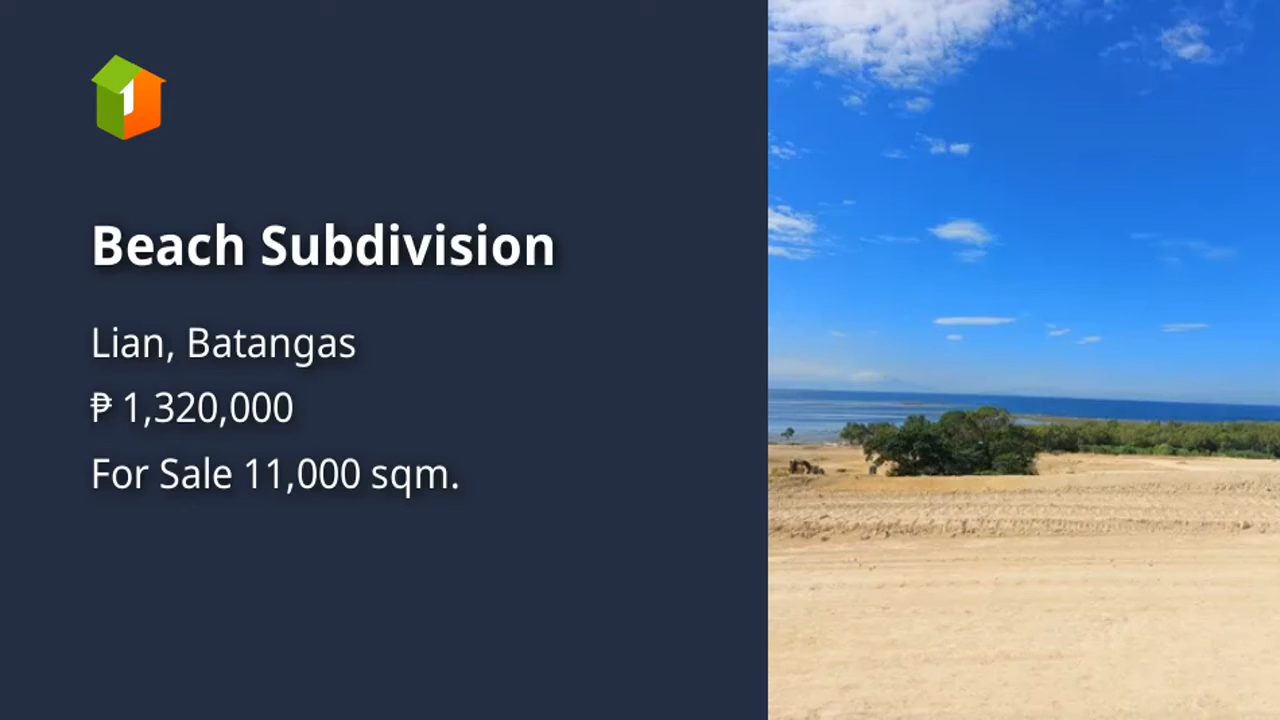 Beach Subdivision
Lian, Batangas
₱ 1,320,000
For Sale 11,000 sqm.